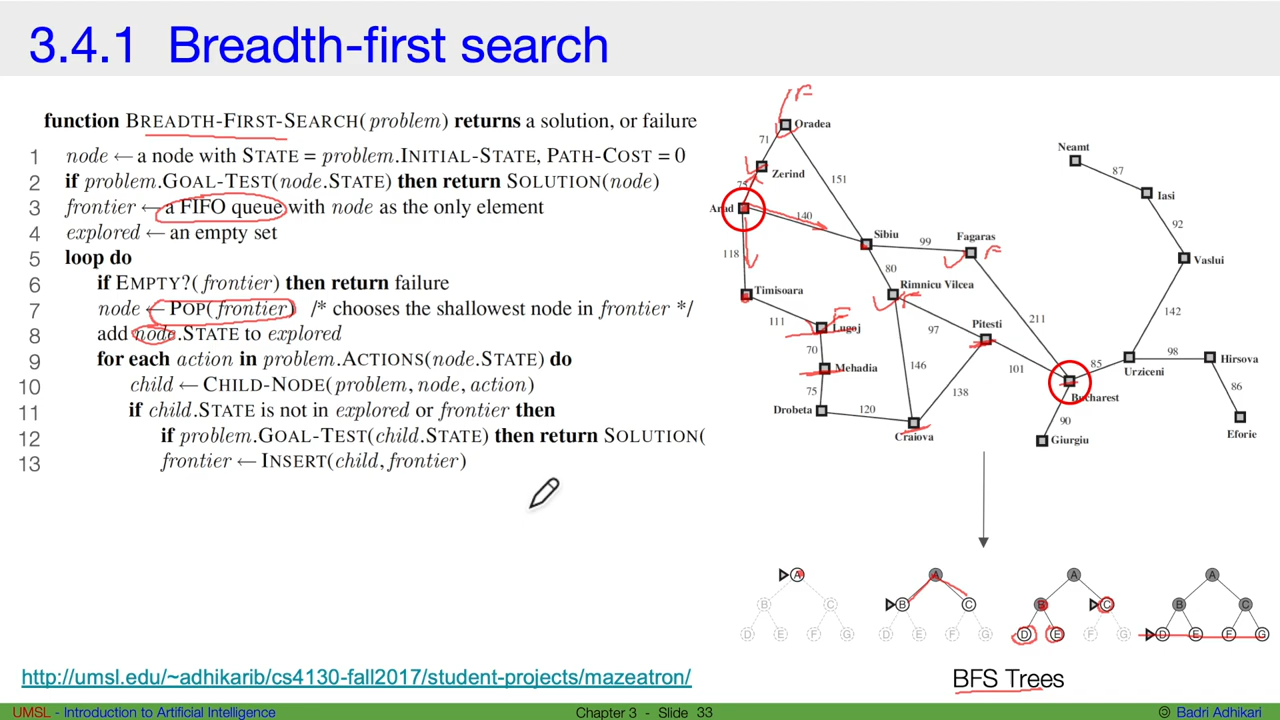 3.4.1 Breadth-first search
function BREADTH-FIRST-SEARCH(problem) returns a solution, or failure
1 node ← a node with STATE = problem.INITIAL-STATE, PATH-COST = 0
2 if problem.GOAL-TEST(node.STATE) then return SOLUTION(node)
3 frontier ← a FIFO queue with node as the only element
4 explored ← an empty set
5 loop do
6 if EMPTY?(frontier) then return failure
7 node ← POP(frontier) /* chooses the shallowest node in frontier */
8 add node.STATE to explored
9 for each action in problem.ACTIONS(node.STATE) do
10 child ← CHILD-NODE(problem, node, action)
11 if child.STATE is not in explored or frontier then
12 if problem.GOAL-TEST(child.STATE) then return SOLUTION(
13 frontier ← INSERT(child, frontier)
F
Oradea
71
Neamt
87
Zerind
75
151
Iasi
Arad
140
92
Sibiu
99
Fagaras
F
118
Vaslui
80
Rimnicu Vilcea
F
Timisoara
142
111
F
Lugoj
97
Pitesti
211
70
98
Hirsova
Mehadia
146
101
85
Urziceni
75
138
86
Bucharest
Drobeta
120
90
Craiova
Giurgiu
Eforie
A A A A
B C B C B C B C
D E F G D E F G D E F G D E F G
http://umsl.edu/~adhikarib/cs4130-fall2017/student-projects/mazeatron/
BFS Trees
UMSL - Introduction to Artificial Intelligence Chapter 3 - Slide 33 Badri Adhikari